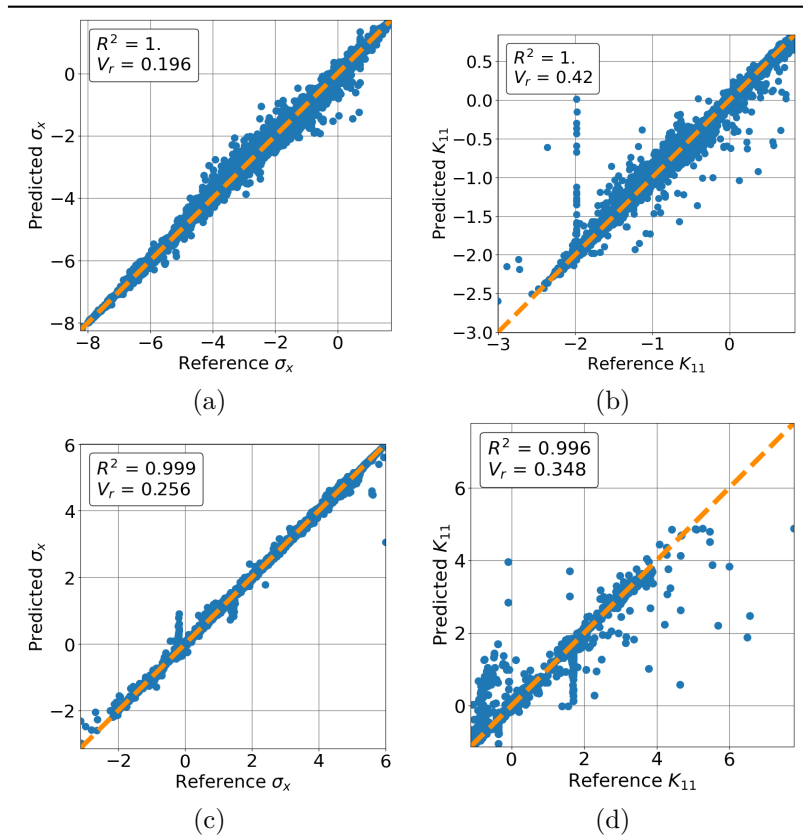 R² = 1.
V_r = 0.196
0
−2
−4
−6
−8
−8 −6 −4 −2 0
Predicted σ_x
Reference σ_x
(a)
R² = 1.
V_r = 0.42
0.5
0.0
−0.5
−1.0
−1.5
−2.0
−2.5
−3.0
−3 −2 −1 0
Predicted K₁₁
Reference K₁₁
(b)
R² = 0.999
V_r = 0.256
6
4
2
0
−2
−2 0 2 4 6
Predicted σ_x
Reference σ_x
(c)
R² = 0.996
V_r = 0.348
6
4
2
0
0 2 4 6
Predicted K₁₁
Reference K₁₁
(d)